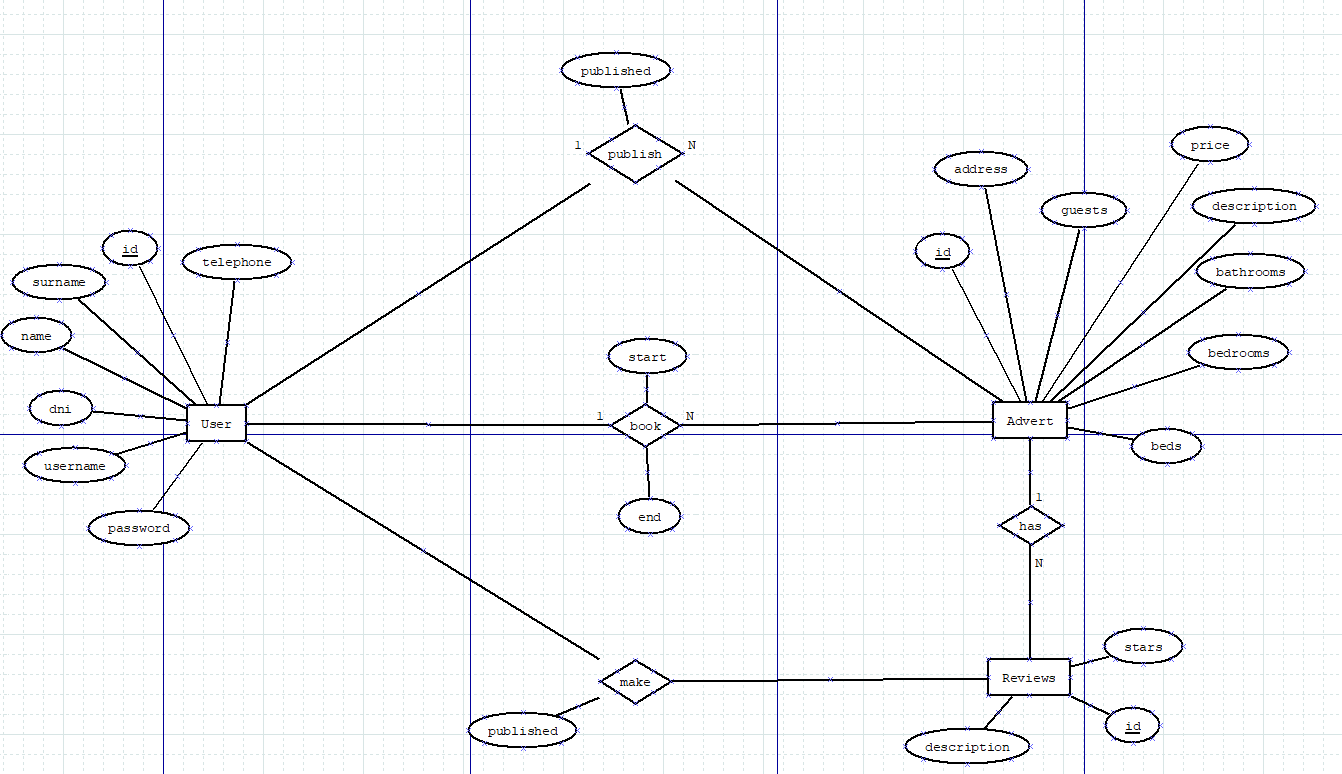 published
1
publish
N
price
address
description
guests
id
telephone
id
bathrooms
surname
name
start
bedrooms
dni
User
1
book
N
Advert
beds
username
1
password
end
has
N
stars
make
Reviews
published
id
description